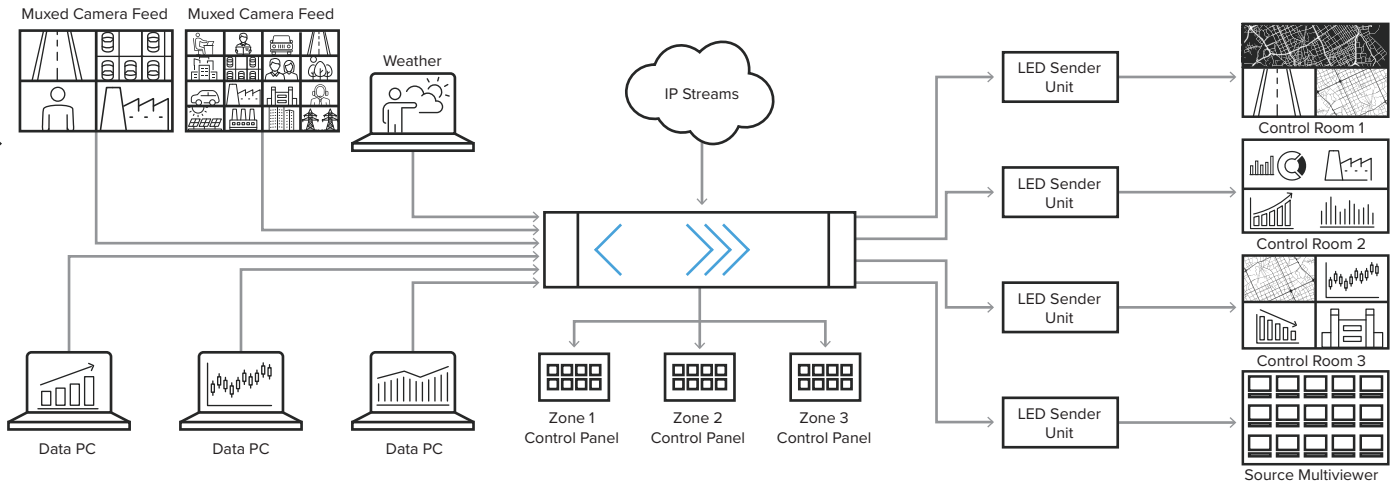 Muxed Camera Feed
Muxed Camera Feed
Weather
IP Streams
LED Sender
Unit
Control Room 1
LED Sender
Unit
Control Room 2
LED Sender
Unit
Control Room 3
LED Sender
Unit
Source Multiviewer
Data PC
Data PC
Data PC
Zone 1
Control Panel
Zone 2
Control Panel
Zone 3
Control Panel